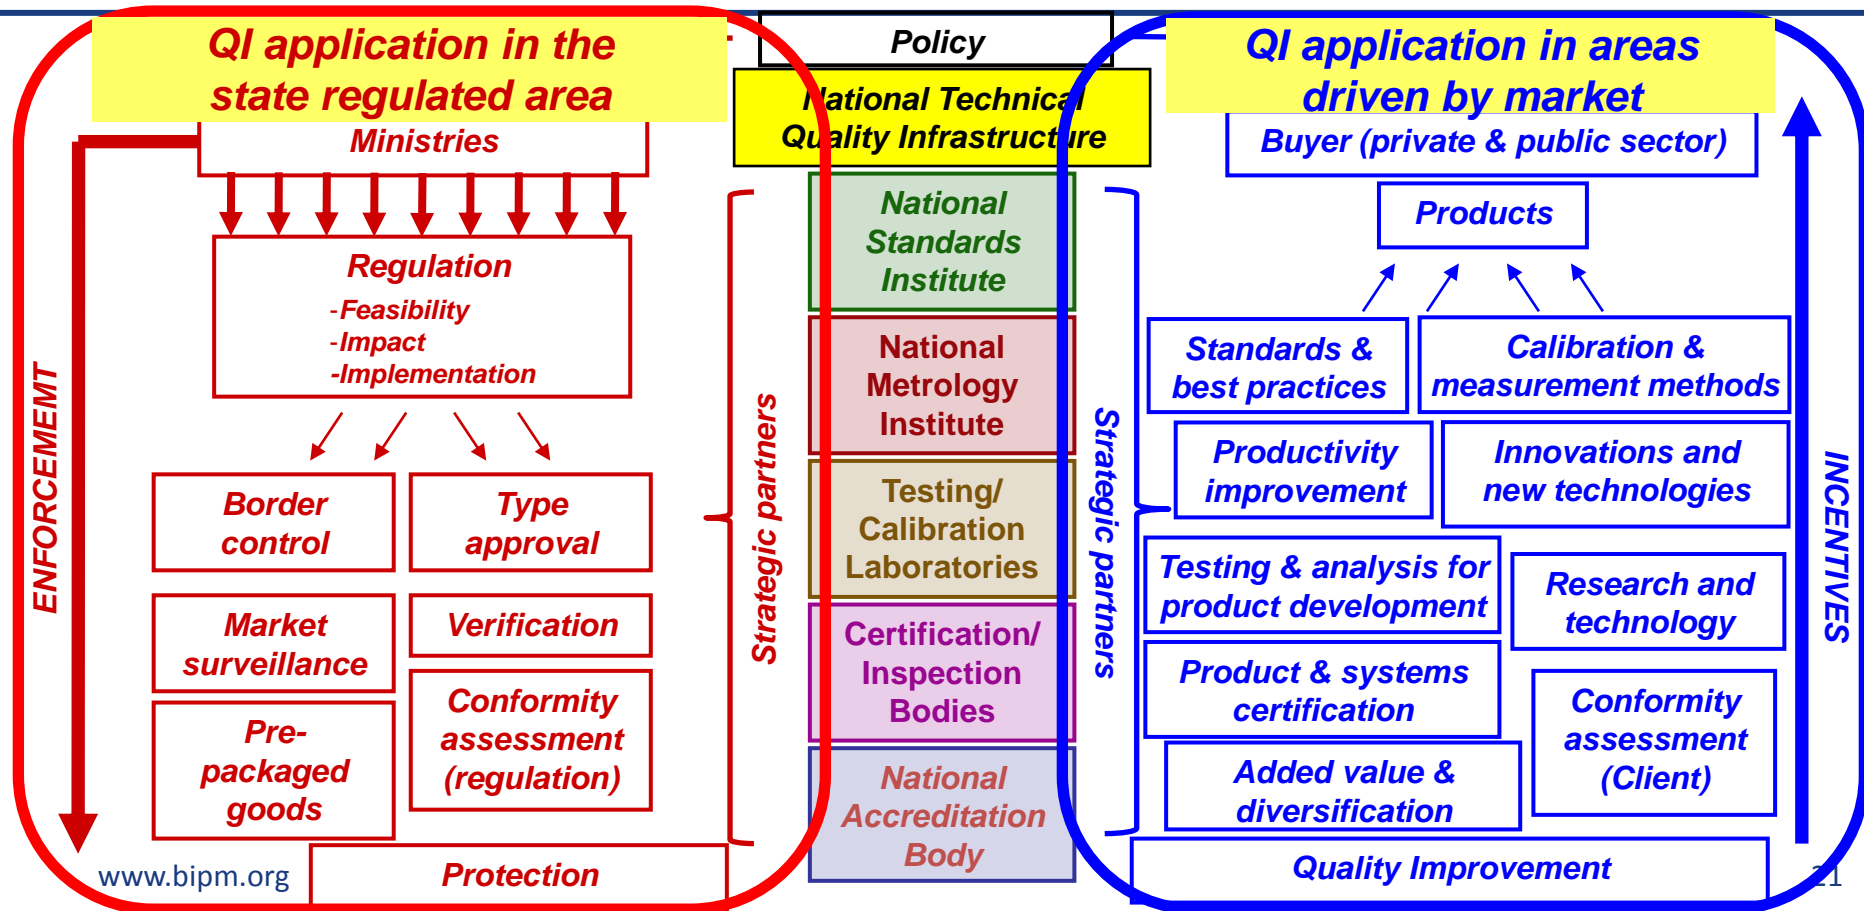 QI application in the
state regulated area
Ministries
Regulation
-Feasibility
-Impact
-Implementation
ENFORCEMEMT
Border
control
Type
approval
Market
surveillance
Verification
Pre-
packaged
goods
Conformity
assessment
(regulation)
Protection
www.bipm.org
Strategic partners
Policy
National Technical
Quality Infrastructure
National
Standards
Institute
National
Metrology
Institute
Testing/
Calibration
Laboratories
Certification/
Inspection
Bodies
National
Accreditation
Body
Strategic partners
QI application in areas
driven by market
Buyer (private & public sector)
Products
Standards &
best practices
Calibration &
measurement methods
Productivity
improvement
Innovations and
new technologies
Testing & analysis for
product development
Research and
technology
Product & systems
certification
Conformity
assessment
(Client)
Added value &
diversification
Quality Improvement
INCENTIVES
21